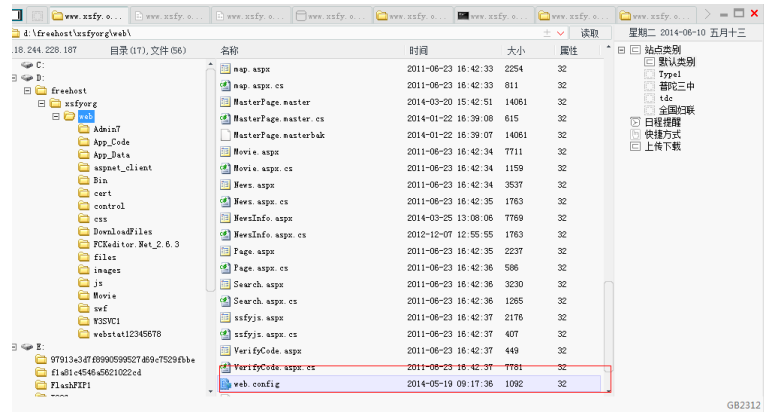 www.xsfy.o... www.xsfy.o... www.xsfy.o... www.xsfy.o... www.xsfy.o... www.xsfy.o... www.xsfy.o... www.xsfy.o...
d:\freehost\xsfyorg\web\ 读取 星期二 2014-06-10 五月十三
.18.244.228.187 目录(17),文件(56) 名称 时间 大小 属性
C:
D:
freehost
xsfyorg
web
Admin7
App_Code
App_Data
aspnet_client
Bin
cert
control
css
DownloadFiles
FCKeditor.Net_2.6.3
files
images
js
Movie
swf
W3SVC1
webstat12345678
E:
97913e3d7f8990599527d69c7529fbbe
f1a81c4546a5621022cd
FlashFXP1
map.aspx 2011-06-23 16:42:33 2254 32
map.aspx.cs 2011-06-23 16:42:33 811 32
MasterPage.master 2014-03-20 15:42:51 14061 32
MasterPage.master.cs 2014-01-22 16:39:08 615 32
MasterPage.masterbak 2014-01-22 16:39:07 14061 32
Movie.aspx 2011-06-23 16:42:34 7711 32
Movie.aspx.cs 2011-06-23 16:42:34 1159 32
News.aspx 2011-06-23 16:42:34 3537 32
News.aspx.cs 2011-06-23 16:42:35 1763 32
NewsInfo.aspx 2014-03-25 13:08:06 7769 32
NewsInfo.aspx.cs 2012-12-07 12:55:55 1763 32
Page.aspx 2011-06-23 16:42:35 2237 32
Page.aspx.cs 2011-06-23 16:42:36 586 32
Search.aspx 2011-06-23 16:42:36 3230 32
Search.aspx.cs 2011-06-23 16:42:36 1265 32
ssfyjs.aspx 2011-06-23 16:42:37 2176 32
ssfyjs.aspx.cs 2011-06-23 16:42:37 407 32
VerifyCode.aspx 2011-06-23 16:42:37 449 32
VerifyCode.aspx.cs 2011-06-23 16:42:37 7781 32
web.config 2014-05-19 09:17:36 1092 32
站点类别
默认类别
Type1
普陀三中
tdc
全国妇联
日程提醒
快捷方式
上传下载
GB2312